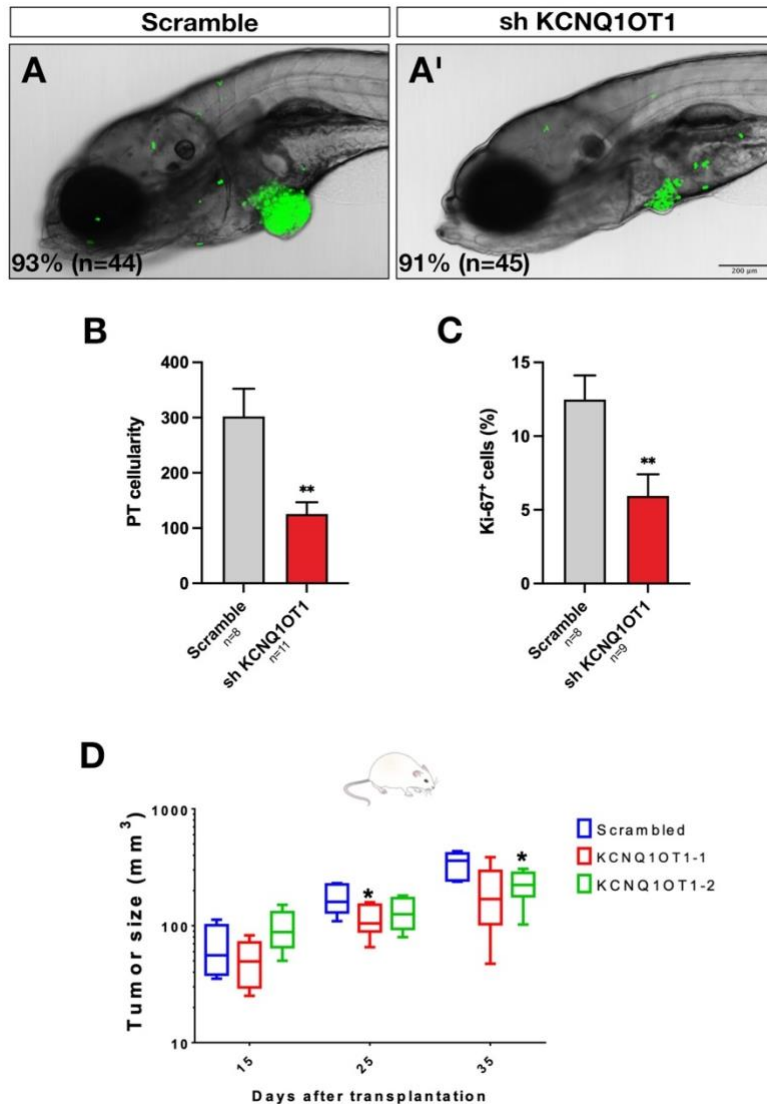 Scramble
sh KCNQ1OT1
A
A'
93% (n=44)
91% (n=45)
200 μm
B
C
400
300
200
100
0
PT cellularity
**
Scramble
n=8
sh KCNQ1OT1
n=11
15
10
5
0
Ki-67+ cells (%)
**
Scramble
n=8
sh KCNQ1OT1
n=9
D
1000
100
10
Tumor size (mm³)
*
*
15
25
35
Days after transplantation
Scrambled
KCNQ1OT1-1
KCNQ1OT1-2